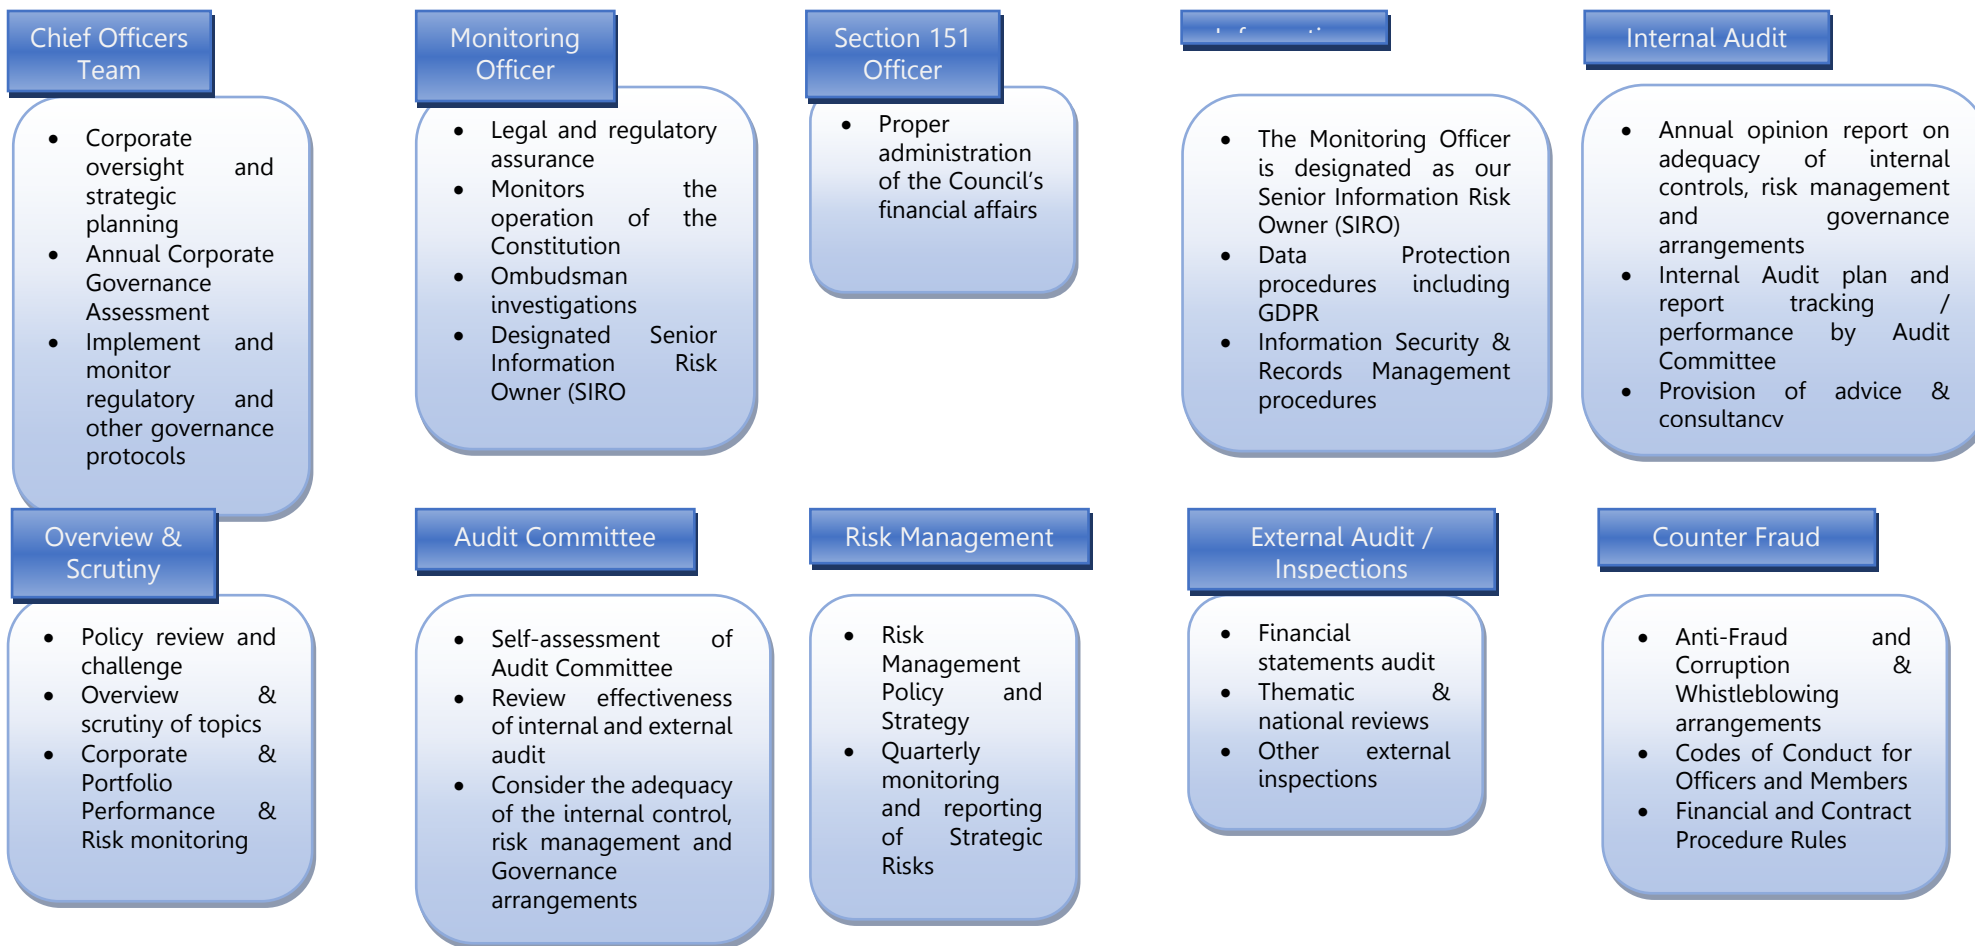 Chief Officers
Team
• Corporate
oversight and
strategic
planning
• Annual Corporate
Governance
Assessment
• Implement and
monitor
regulatory and
other governance
protocols
Monitoring
Officer
• Legal and regulatory
assurance
• Monitors the
operation of the
Constitution
• Ombudsman
investigations
• Designated Senior
Information Risk
Owner (SIRO
Section 151
Officer
• Proper
administration
of the Council's
financial affairs
• The Monitoring Officer
is designated as our
Senior Information Risk
Owner (SIRO)
• Data Protection
procedures including
GDPR
• Information Security &
Records Management
procedures
Internal Audit
• Annual opinion report on
adequacy of internal
controls, risk management
and governance
arrangements
• Internal Audit plan and
report tracking /
performance by Audit
Committee
• Provision of advice &
consultancy
Overview &
Scrutiny
• Policy review and
challenge
• Overview &
scrutiny of topics
• Corporate &
Portfolio
Performance &
Risk monitoring
Audit Committee
• Self-assessment of
Audit Committee
• Review effectiveness
of internal and external
audit
• Consider the adequacy
of the internal control,
risk management and
Governance
arrangements
Risk Management
• Risk
Management
Policy and
Strategy
• Quarterly
monitoring
and reporting
of Strategic
Risks
External Audit /
Inspections
• Financial
statements audit
• Thematic &
national reviews
• Other external
inspections
Counter Fraud
• Anti-Fraud and
Corruption &
Whistleblowing
arrangements
• Codes of Conduct for
Officers and Members
• Financial and Contract
Procedure Rules